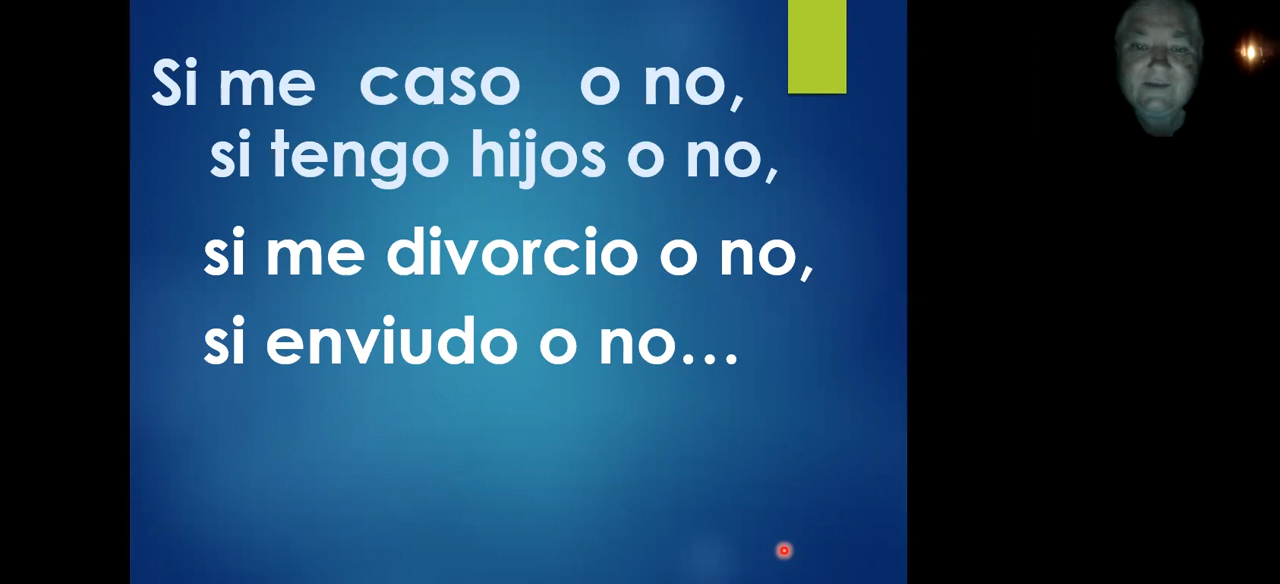 Si me caso o no,
si tengo hijos o no,
si me divorcio o no,
si enviudo o no...